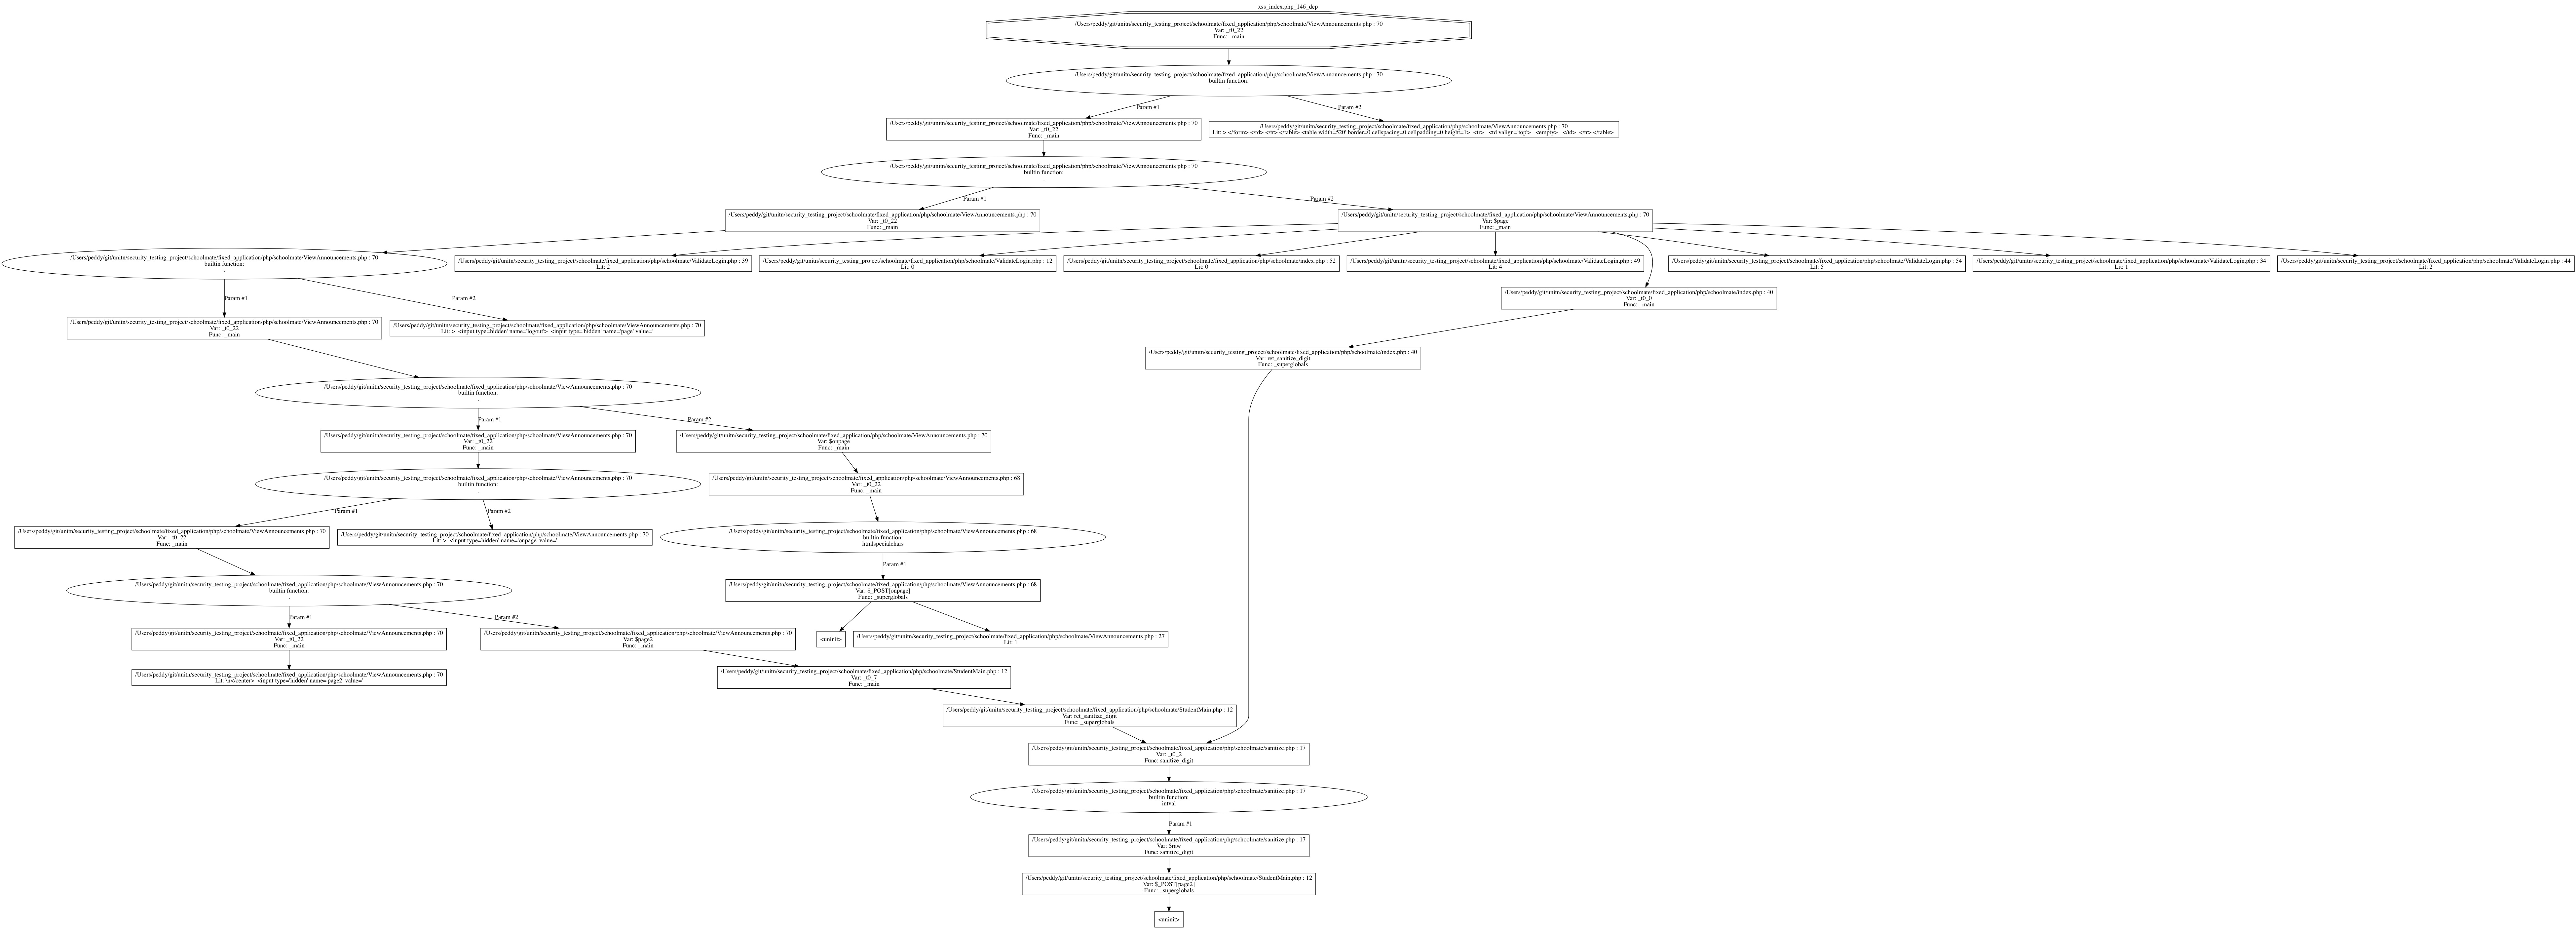 xss_index.php_146_dep
/Users/peddy/git/unitn/security_testing_project/schoolmate/fixed_application/php/schoolmate/ViewAnnouncements.php : 70
Var: _t0_22
Func: _main
/Users/peddy/git/unitn/security_testing_project/schoolmate/fixed_application/php/schoolmate/ViewAnnouncements.php : 70
builtin function:
.
Param #1
Param #2
/Users/peddy/git/unitn/security_testing_project/schoolmate/fixed_application/php/schoolmate/ViewAnnouncements.php : 70
Var: _t0_22
Func: _main
/Users/peddy/git/unitn/security_testing_project/schoolmate/fixed_application/php/schoolmate/ViewAnnouncements.php : 70
Lit: > </form> </td> </tr> </table> <table width=520' border=0 cellspacing=0 cellpadding=0 height=1> <tr> <td valign='top'> <empty> </td> </tr> </table>
/Users/peddy/git/unitn/security_testing_project/schoolmate/fixed_application/php/schoolmate/ViewAnnouncements.php : 70
builtin function:
.
Param #1
Param #2
/Users/peddy/git/unitn/security_testing_project/schoolmate/fixed_application/php/schoolmate/ViewAnnouncements.php : 70
Var: _t0_22
Func: _main
/Users/peddy/git/unitn/security_testing_project/schoolmate/fixed_application/php/schoolmate/ViewAnnouncements.php : 70
Var: $page
Func: _main
/Users/peddy/git/unitn/security_testing_project/schoolmate/fixed_application/php/schoolmate/ViewAnnouncements.php : 70
builtin function:
.
/Users/peddy/git/unitn/security_testing_project/schoolmate/fixed_application/php/schoolmate/ValidateLogin.php : 39
Lit: 2
/Users/peddy/git/unitn/security_testing_project/schoolmate/fixed_application/php/schoolmate/ValidateLogin.php : 12
Lit: 0
/Users/peddy/git/unitn/security_testing_project/schoolmate/fixed_application/php/schoolmate/index.php : 52
Lit: 0
/Users/peddy/git/unitn/security_testing_project/schoolmate/fixed_application/php/schoolmate/ValidateLogin.php : 49
Lit: 4
/Users/peddy/git/unitn/security_testing_project/schoolmate/fixed_application/php/schoolmate/ValidateLogin.php : 54
Lit: 5
/Users/peddy/git/unitn/security_testing_project/schoolmate/fixed_application/php/schoolmate/ValidateLogin.php : 34
Lit: 1
/Users/peddy/git/unitn/security_testing_project/schoolmate/fixed_application/php/schoolmate/ValidateLogin.php : 44
Lit: 2
Param #1
Param #2
/Users/peddy/git/unitn/security_testing_project/schoolmate/fixed_application/php/schoolmate/index.php : 40
Var: _t0_0
Func: _main
/Users/peddy/git/unitn/security_testing_project/schoolmate/fixed_application/php/schoolmate/ViewAnnouncements.php : 70
Var: _t0_22
Func: _main
/Users/peddy/git/unitn/security_testing_project/schoolmate/fixed_application/php/schoolmate/ViewAnnouncements.php : 70
Lit: > <input type=hidden' name='logout'> <input type='hidden' name='page' value='
/Users/peddy/git/unitn/security_testing_project/schoolmate/fixed_application/php/schoolmate/index.php : 40
Var: ret_sanitize_digit
Func: _superglobals
/Users/peddy/git/unitn/security_testing_project/schoolmate/fixed_application/php/schoolmate/ViewAnnouncements.php : 70
builtin function:
.
Param #1
Param #2
/Users/peddy/git/unitn/security_testing_project/schoolmate/fixed_application/php/schoolmate/ViewAnnouncements.php : 70
Var: _t0_22
Func: _main
/Users/peddy/git/unitn/security_testing_project/schoolmate/fixed_application/php/schoolmate/ViewAnnouncements.php : 70
Var: $onpage
Func: _main
/Users/peddy/git/unitn/security_testing_project/schoolmate/fixed_application/php/schoolmate/ViewAnnouncements.php : 70
builtin function:
.
/Users/peddy/git/unitn/security_testing_project/schoolmate/fixed_application/php/schoolmate/ViewAnnouncements.php : 68
Var: _t0_22
Func: _main
Param #1
Param #2
/Users/peddy/git/unitn/security_testing_project/schoolmate/fixed_application/php/schoolmate/ViewAnnouncements.php : 70
Var: _t0_22
Func: _main
/Users/peddy/git/unitn/security_testing_project/schoolmate/fixed_application/php/schoolmate/ViewAnnouncements.php : 70
Lit: > <input type=hidden' name='onpage' value='
/Users/peddy/git/unitn/security_testing_project/schoolmate/fixed_application/php/schoolmate/ViewAnnouncements.php : 68
builtin function:
htmlspecialchars
Param #1
/Users/peddy/git/unitn/security_testing_project/schoolmate/fixed_application/php/schoolmate/ViewAnnouncements.php : 70
builtin function:
.
/Users/peddy/git/unitn/security_testing_project/schoolmate/fixed_application/php/schoolmate/ViewAnnouncements.php : 68
Var: $_POST[onpage]
Func: _superglobals
Param #1
Param #2
/Users/peddy/git/unitn/security_testing_project/schoolmate/fixed_application/php/schoolmate/ViewAnnouncements.php : 70
Var: _t0_22
Func: _main
/Users/peddy/git/unitn/security_testing_project/schoolmate/fixed_application/php/schoolmate/ViewAnnouncements.php : 70
Var: $page2
Func: _main
<uninit>
/Users/peddy/git/unitn/security_testing_project/schoolmate/fixed_application/php/schoolmate/ViewAnnouncements.php : 27
Lit: 1
/Users/peddy/git/unitn/security_testing_project/schoolmate/fixed_application/php/schoolmate/ViewAnnouncements.php : 70
Lit: \n</center> <input type='hidden' name='page2' value='
/Users/peddy/git/unitn/security_testing_project/schoolmate/fixed_application/php/schoolmate/StudentMain.php : 12
Var: _t0_7
Func: _main
/Users/peddy/git/unitn/security_testing_project/schoolmate/fixed_application/php/schoolmate/StudentMain.php : 12
Var: ret_sanitize_digit
Func: _superglobals
/Users/peddy/git/unitn/security_testing_project/schoolmate/fixed_application/php/schoolmate/sanitize.php : 17
Var: _t0_2
Func: sanitize_digit
/Users/peddy/git/unitn/security_testing_project/schoolmate/fixed_application/php/schoolmate/sanitize.php : 17
builtin function:
intval
Param #1
/Users/peddy/git/unitn/security_testing_project/schoolmate/fixed_application/php/schoolmate/sanitize.php : 17
Var: $raw
Func: sanitize_digit
/Users/peddy/git/unitn/security_testing_project/schoolmate/fixed_application/php/schoolmate/StudentMain.php : 12
Var: $_POST[page2]
Func: _superglobals
<uninit>